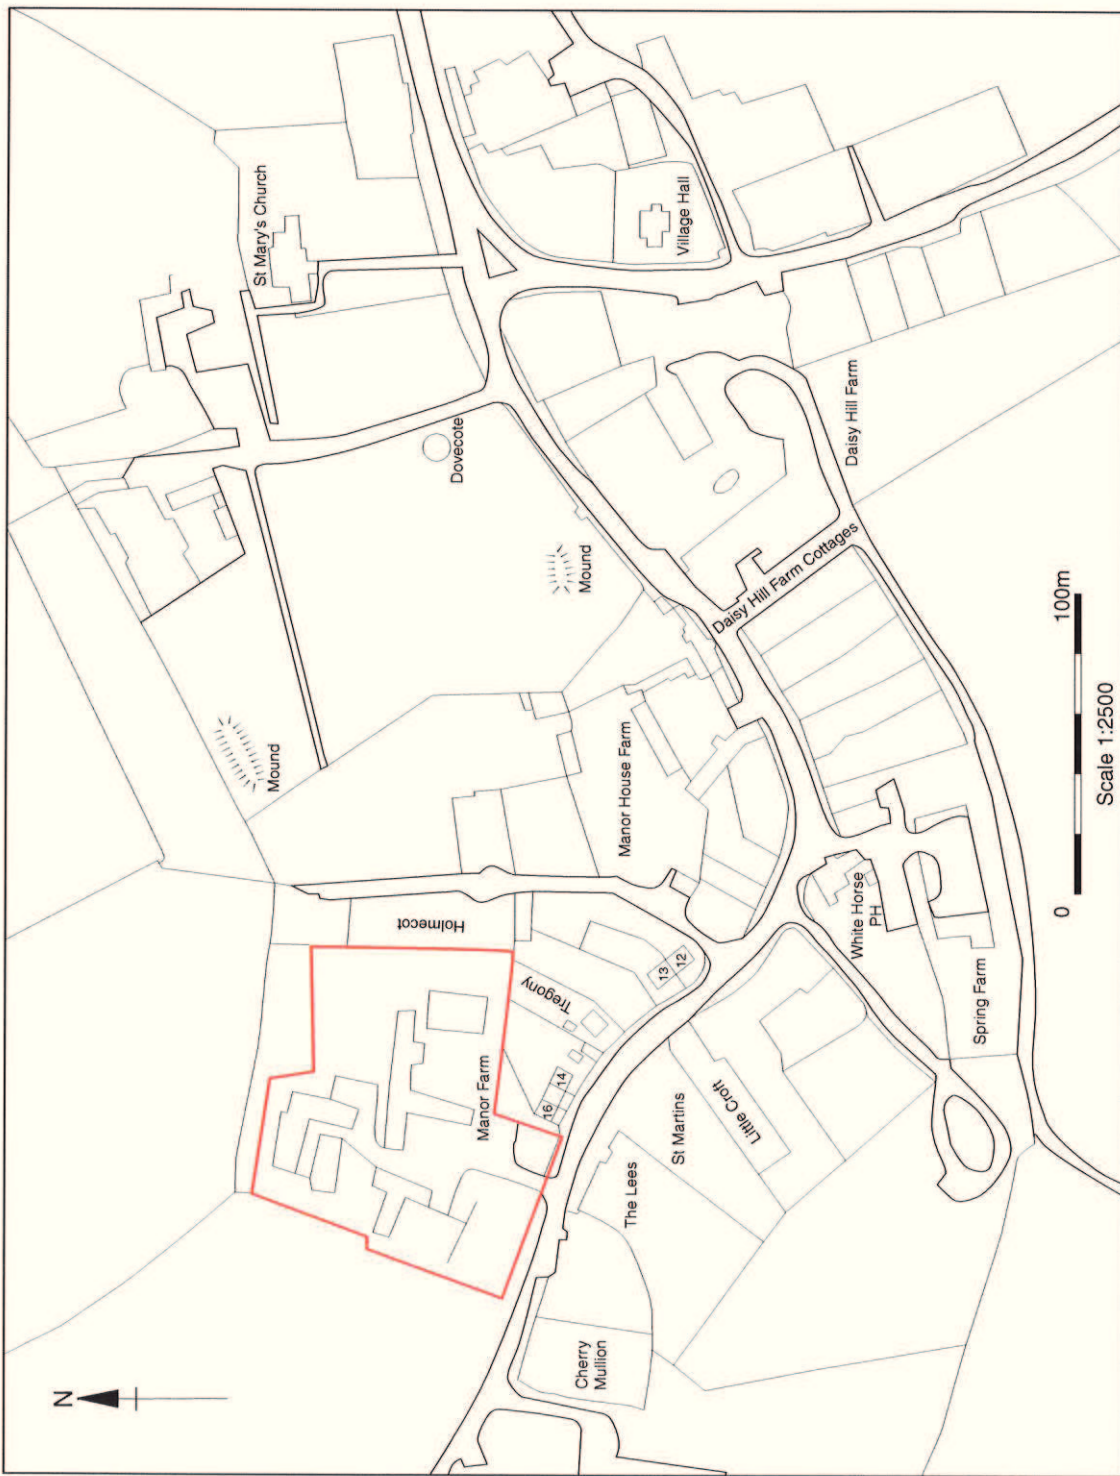 N
St Mary's Church
Dovecote
Mound
Mound
Village Hall
Holmecot
Manor Farm
Tregony
16
14
13
12
Manor House Farm
Daisy Hill Farm
Daisy Hill Farm Cottages
Cherry
Mullion
The Lees
St Martins
Little Croft
White Horse
PH
Spring Farm
0
100m
Scale 1:2500